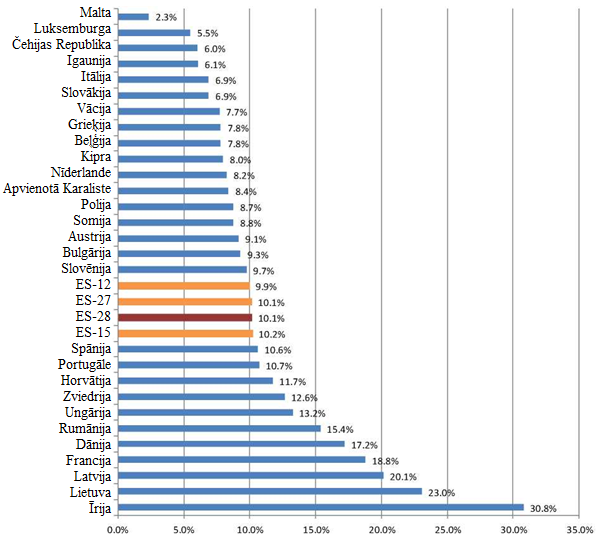 Malta 2.3%
Luksemburga 5.5%
Čehijas Republika 6.0%
Igaunija 6.1%
Itālija 6.9%
Slovākija 6.9%
Vācija 7.7%
Grieķija 7.8%
Beļģija 7.8%
Kipra 8.0%
Nīderlande 8.2%
Apvienotā Karaliste 8.4%
Polija 8.7%
Somija 8.8%
Austrija 9.1%
Bulgārija 9.3%
Slovēnija 9.7%
ES-12 9.9%
ES-27 10.1%
ES-28 10.1%
ES-15 10.2%
Spānija 10.6%
Portugāle 10.7%
Horvātija 11.7%
Zviedrija 12.6%
Ungārija 13.2%
Rumānija 15.4%
Dānija 17.2%
Francija 18.8%
Latvija 20.1%
Lietuva 23.0%
Īrija 30.8%
0.0% 5.0% 10.0% 15.0% 20.0% 25.0% 30.0% 35.0%